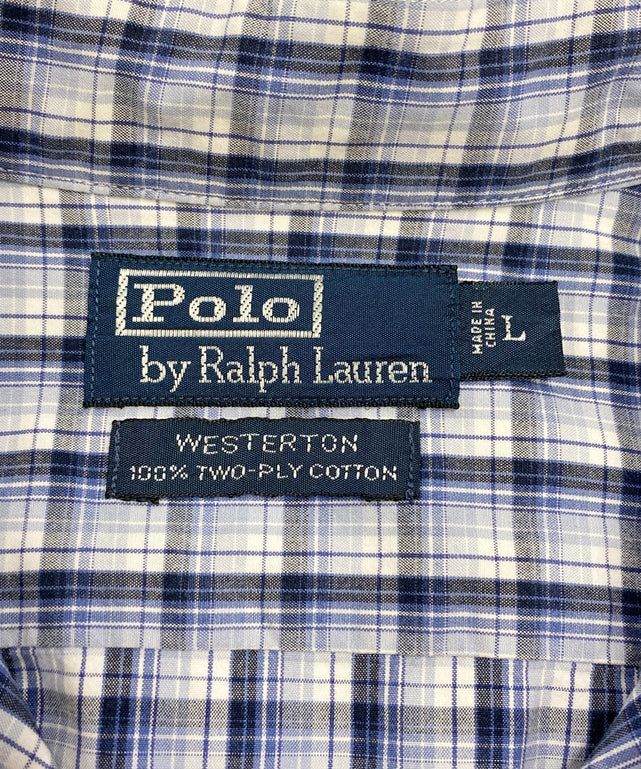 Polo
by Ralph Lauren
MADE IN
CHINA
L
WESTERTON
100% TWO-PLY COTTON